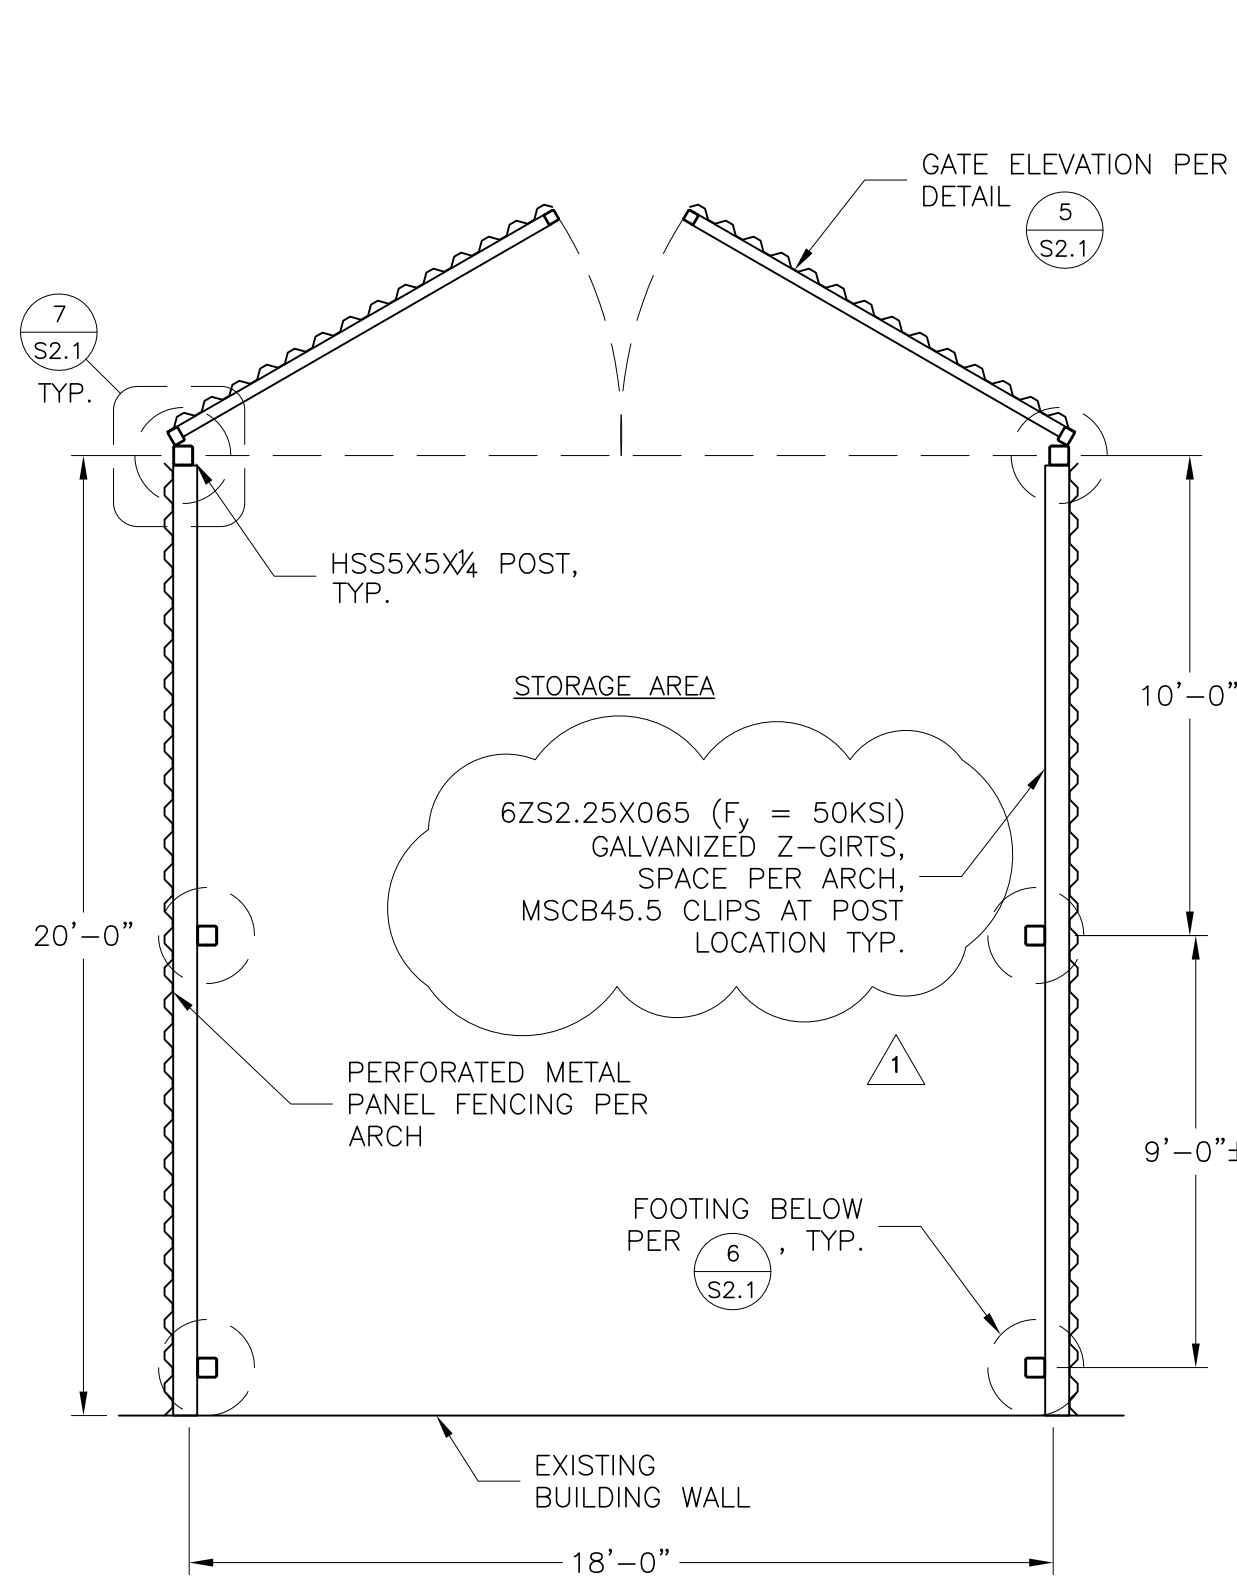 GATE ELEVATION PER
DETAIL
5
S2.1
7
S2.1
TYP.
HSS5X5X¼ POST,
TYP.
STORAGE AREA
10'-0"
6ZS2.25X065 (Fy = 50KSI)
GALVANIZED Z-GIRTS,
SPACE PER ARCH,
MSCB45.5 CLIPS AT POST
LOCATION TYP.
20'-0"
1
PERFORATED METAL
PANEL FENCING PER
ARCH
9'-0"±
FOOTING BELOW
PER 6 , TYP.
S2.1
EXISTING
BUILDING WALL
18'-0"